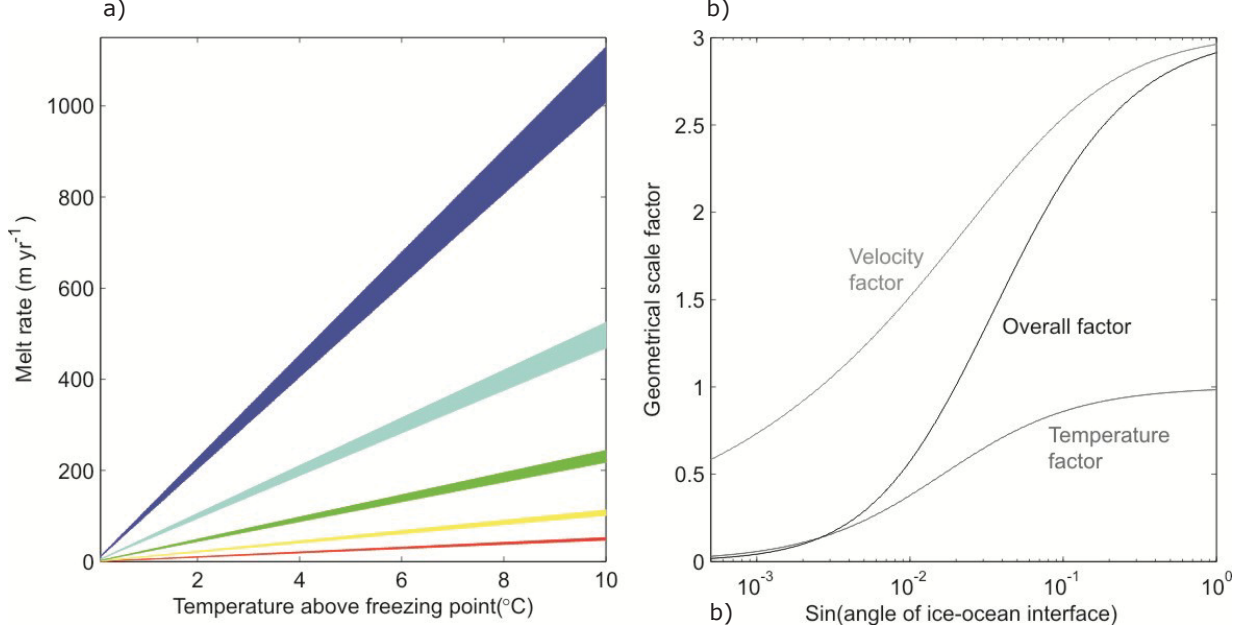 a)
Melt rate (m yr-1 )
1000
800
600
400
200
0
2
4
6
8
10
Temperature above freezing point(°C)
b)
Geometrical scale factor
3
2.5
2
1.5
1
0.5
0
Velocity
factor
Overall factor
Temperature
factor
10-3
10-2
10-1
100
b)
Sin(angle of ice-ocean interface)